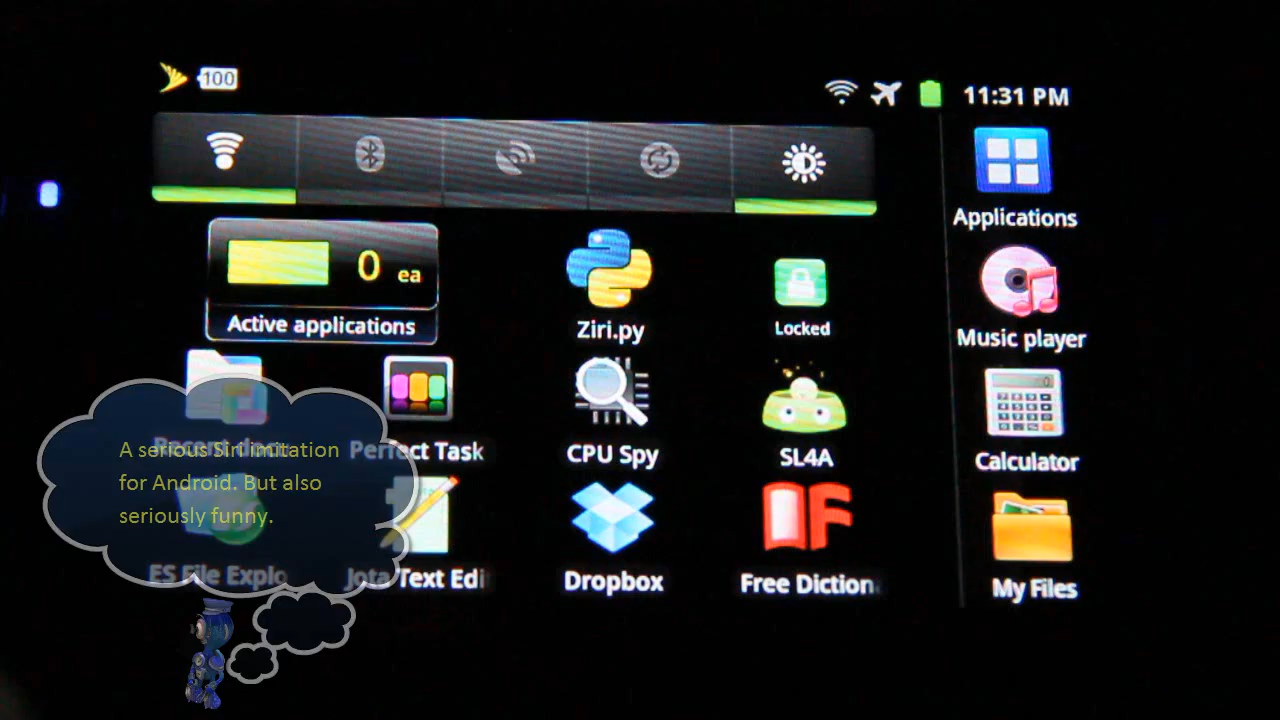 100
11:31 PM
Applications
0 ea
Active applications
Ziri.py
Locked
Music player
Recent docu
Perfect Task
CPU Spy
SL4A
Calculator
A serious Siri imitation
for Android. But also
seriously funny.
ES File Explo
Jota Text Edi
Dropbox
Free Diction
My Files